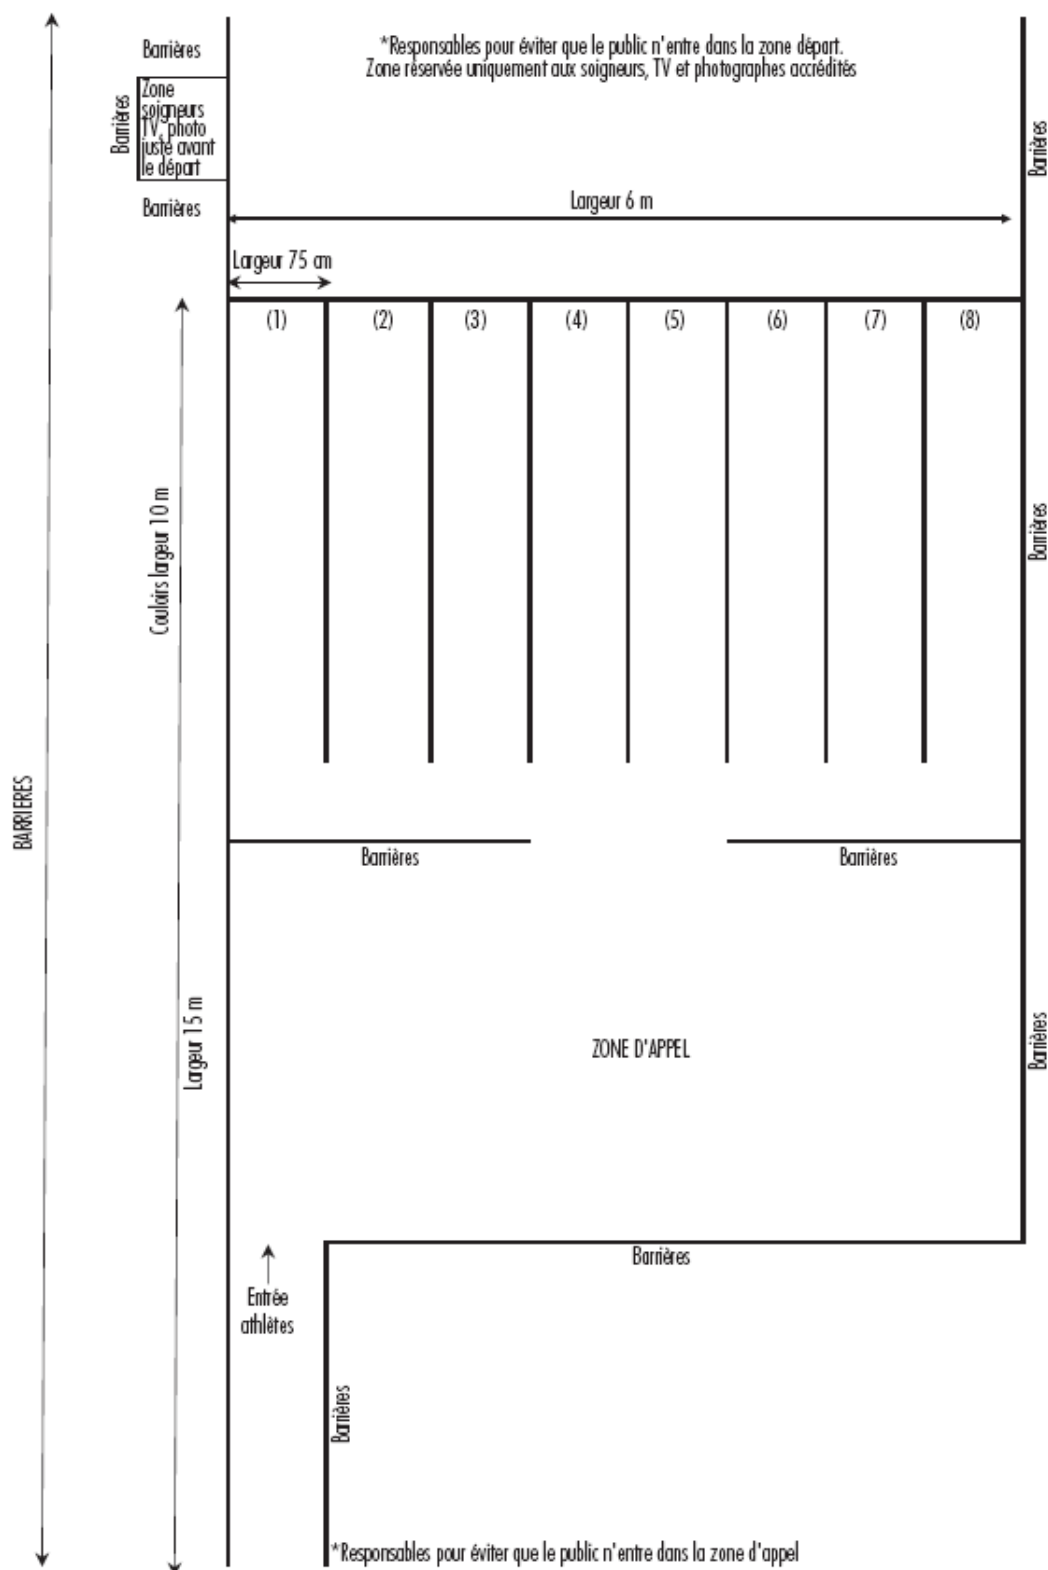 Barrières
*Responsables pour éviter que le public n'entre dans la zone départ.
Zone réservée uniquement aux soigneurs, TV et photographes accrédités
Barrières
Zone
soigneurs
TV, photo
juste avant
le départ
Barrières
Barrières
Largeur 6 m
Largeur 75 cm
(1) (2) (3) (4) (5) (6) (7) (8)
Couloirs largeur 10 m
Barrières
BARRIERES
Barrières
Barrières
Largeur 15 m
ZONE D'APPEL
Barrières
Barrières
Entrée
athlètes
Barrières
*Responsables pour éviter que le public n'entre dans la zone d'appel